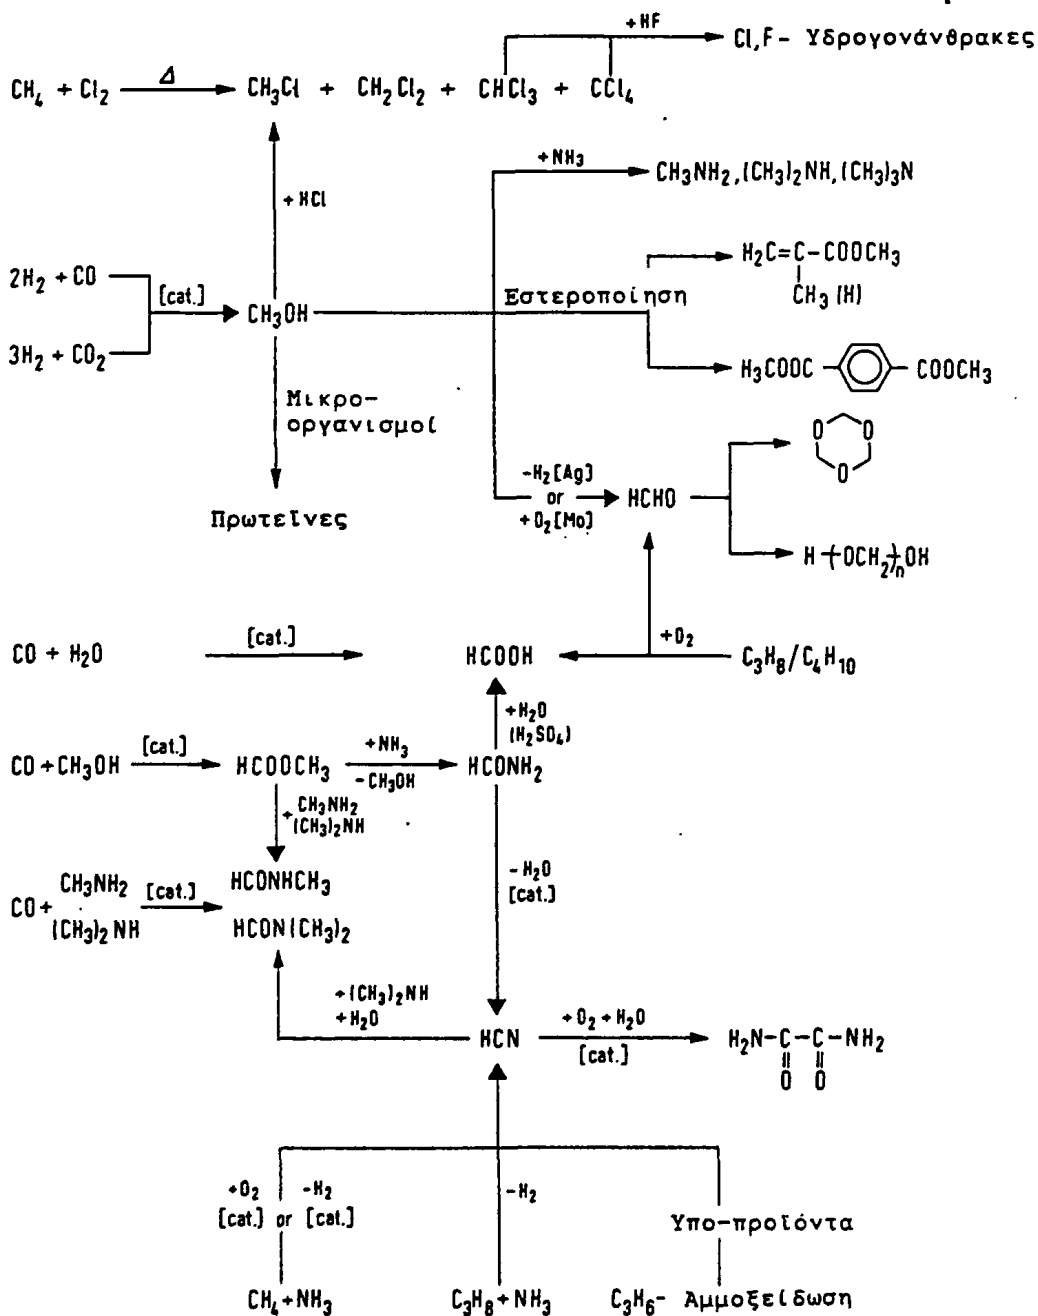 +HF
Cl,F- Υδρογονάνθρακες
Δ
CH4 + Cl2 CH3Cl + CH2Cl2 + CHCl3 + CCl4
+NH3
CH3NH2,(CH3)2NH,(CH3)3N
+HCl
H2C=C-COOCH3
2H2+CO
CH3(H)
[cat.]
Εστεροποίηση
CH3OH
3H2+CO2
H3COOC COOCH3
Μικρο-
οργανισμοί
O O
O
-H2[Ag]
or
HCHO
+O2[Mo]
Πρωτεΐνες
H(OCH2)nOH
[cat.]
+O2
CO+H2O
HCOOH
C3H8/C4H10
+H2O
(H2SO4)
[cat.]
+NH3
CO+CH3OH
HCOOCH3
-CH3OH
HCONH2
+CH3NH2
(CH3)2NH
-H2O
[cat.]
CH3NH2
CO+
(CH3)2NH
[cat.]
HCONHCH3
HCON(CH3)2
+(CH3)2NH
+H2O
HCN
+O2+H2O
[cat.]
H2N-C-C-NH2
O O
+O2 -H2
[cat.] or [cat.]
-H2
Υπο-προϊόντα
CH4+NH3
C3H8+NH3
C3H6- Αμμοξείδωση